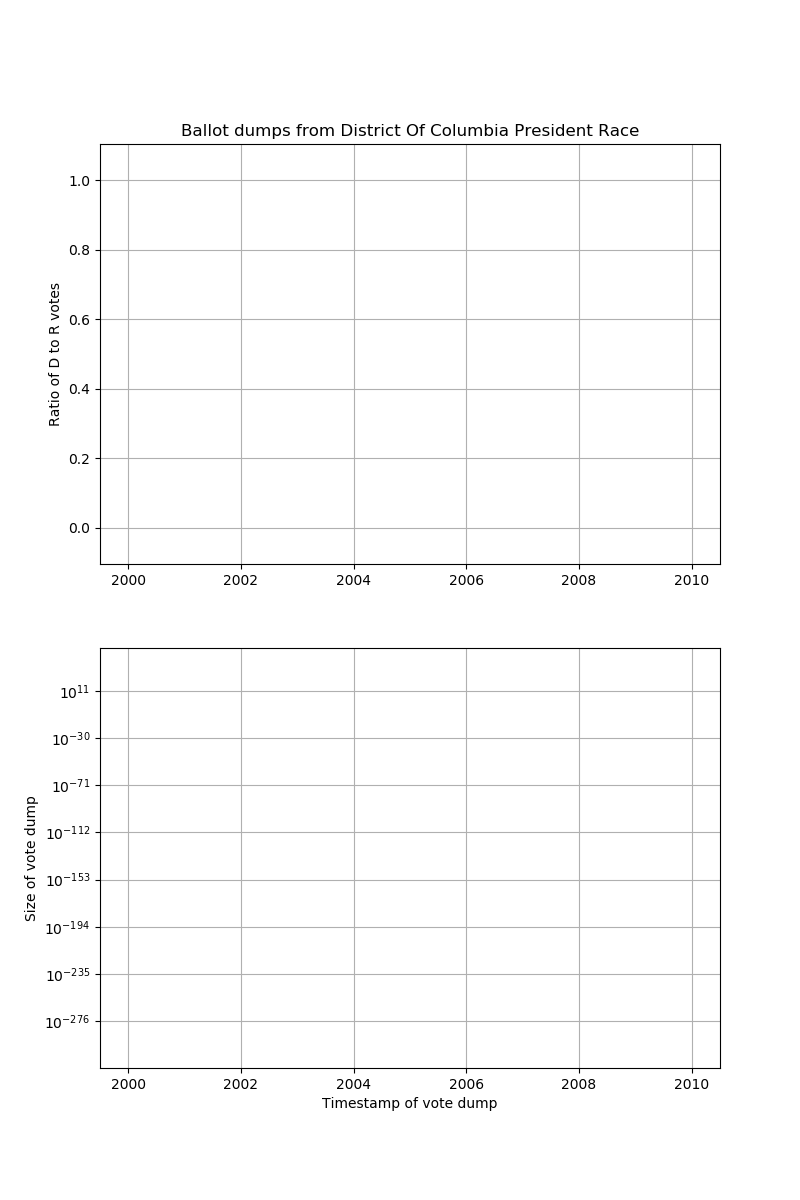 Ballot dumps from District Of Columbia President Race
1.0
0.8
0.6
0.4
0.2
0.0
Ratio of D to R votes
2000 2002 2004 2006 2008 2010
10^11
10^-30
10^-71
10^-112
10^-153
10^-194
10^-235
10^-276
Size of vote dump
2000 2002 2004 2006 2008 2010
Timestamp of vote dump